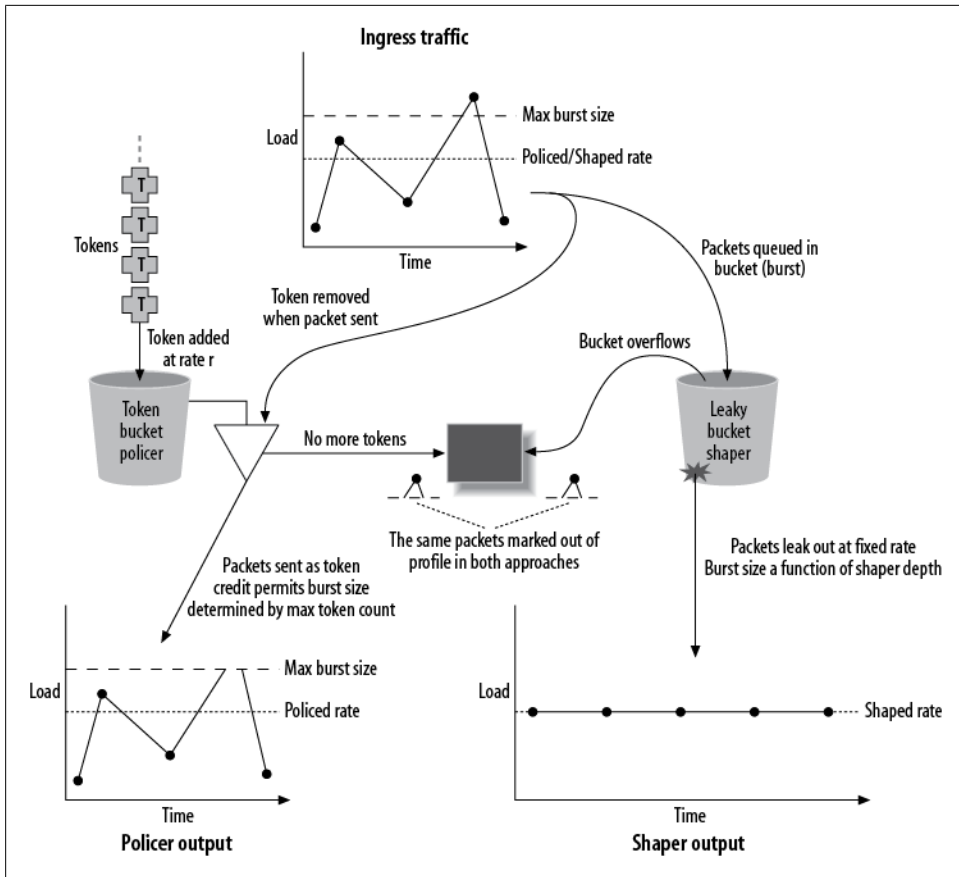 Ingress traffic
Max burst size
Load
Policed/Shaped rate
Time
T
T
T
T
Tokens
Token added
at rate r
Token removed
when packet sent
Packets queued in
bucket (burst)
Bucket overflows
Token
bucket
policer
No more tokens
Leaky
bucket
shaper
The same packets marked out of
profile in both approaches
Packets sent as token
credit permits burst size
determined by max token count
Packets leak out at fixed rate
Burst size a function of shaper depth
Max burst size
Load
Policed rate
Time
Policer output
Load
Shaped rate
Time
Shaper output